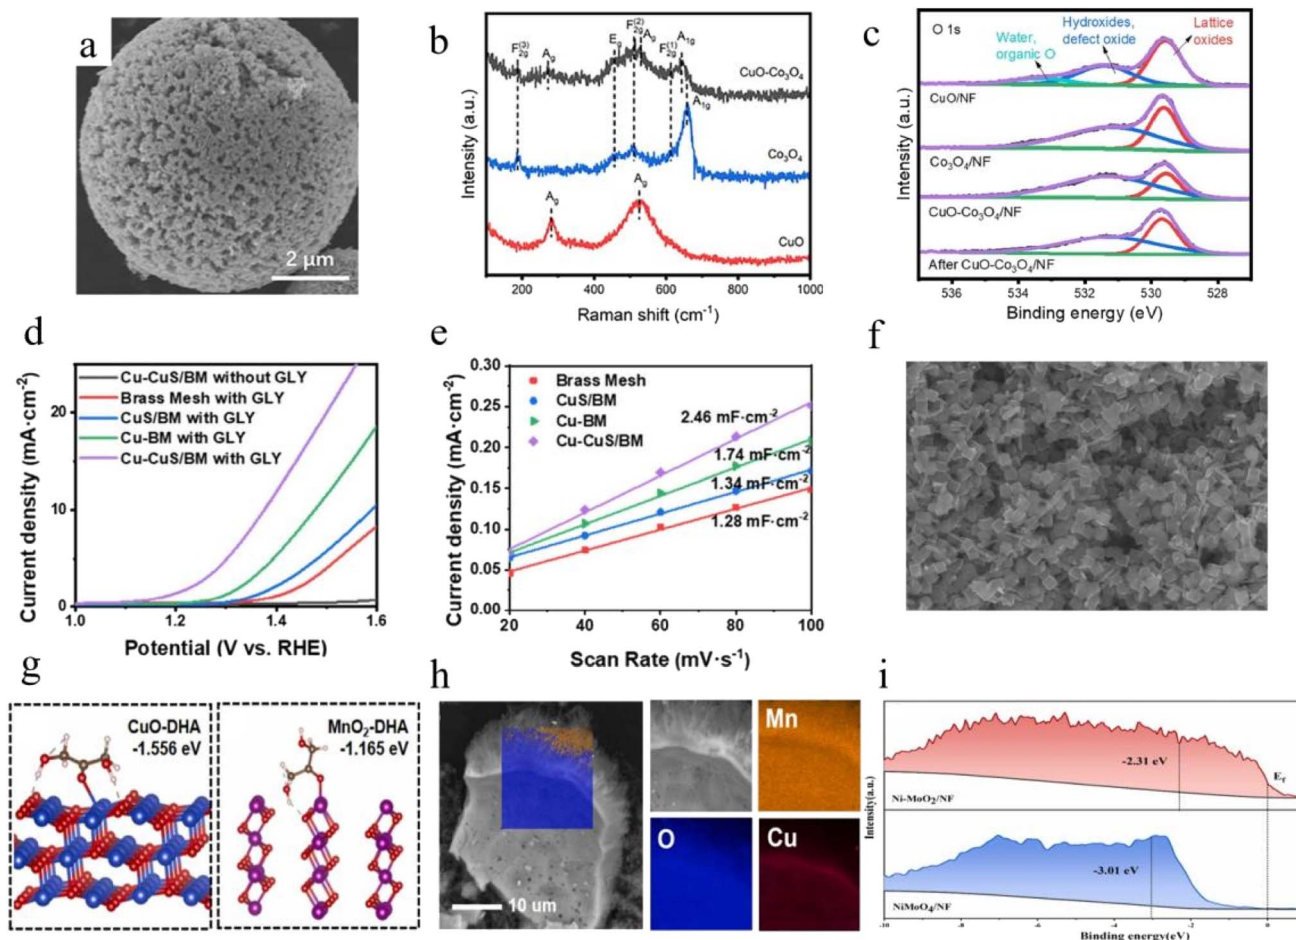 a
2 μm
b
Intensity (a.u.)
F2g(3) Ag Eg F2g(2) Ag F2g(1) A1g
CuO-Co3O4
A1g
Co3O4
Ag
Ag
CuO
200 400 600 800 1000
Raman shift (cm-1)
c
Intensity (a.u.)
O 1s
Water,
organic O
Hydroxides,
defect oxide
Lattice
oxides
CuO/NF
Co3O4/NF
CuO-Co3O4/NF
After CuO-Co3O4/NF
536 534 532 530 528
Binding energy (eV)
d
Current density (mA·cm-2)
20
10
0
Cu-CuS/BM without GLY
Brass Mesh with GLY
CuS/BM with GLY
Cu-BM with GLY
Cu-CuS/BM with GLY
1.0 1.2 1.4 1.6
Potential (V vs. RHE)
e
Current density (mA·cm-2)
0.30
0.25
0.20
0.15
0.10
0.05
0.00
Brass Mesh
CuS/BM
Cu-BM
Cu-CuS/BM
2.46 mF·cm-2
1.74 mF·cm-2
1.34 mF·cm-2
1.28 mF·cm-2
20 40 60 80 100
Scan Rate (mV·s-1)
f
g
CuO-DHA
-1.556 eV
MnO2-DHA
-1.165 eV
h
10 um
Mn
O
Cu
i
Intensity(a.u.)
-2.31 eV
Ef
Ni-MoO2/NF
-3.01 eV
NiMoO4/NF
-10 -8 -6 -4 -2 0
Binding energy(eV)